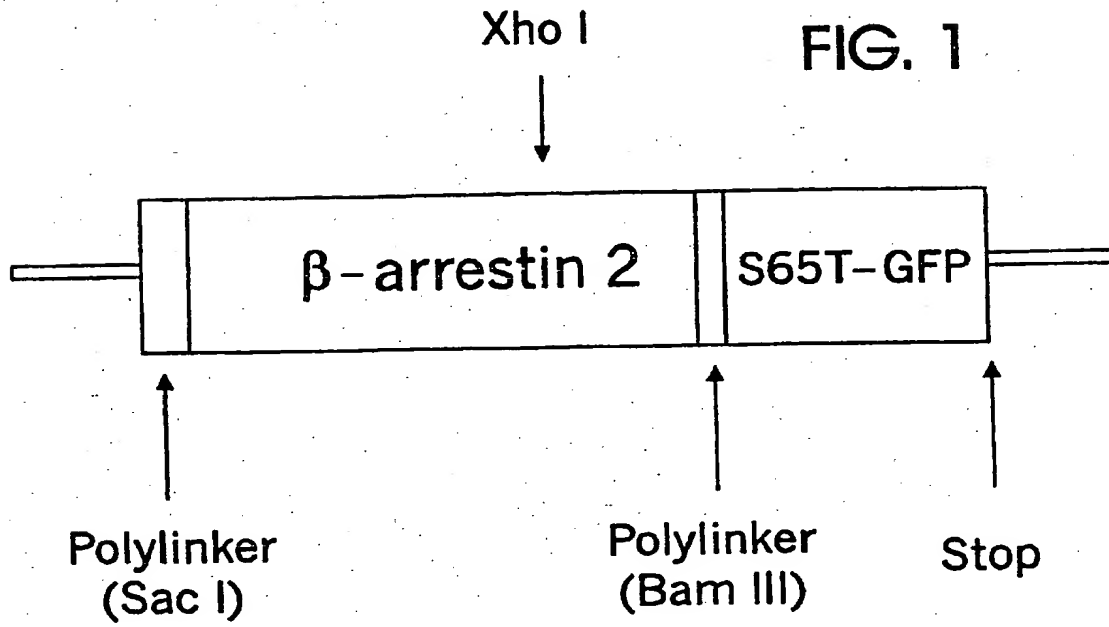 Xho I
FIG. 1
β-arrestin 2
S65T-GFP
Polylinker
(Sac I)
Polylinker
(Bam III)
Stop